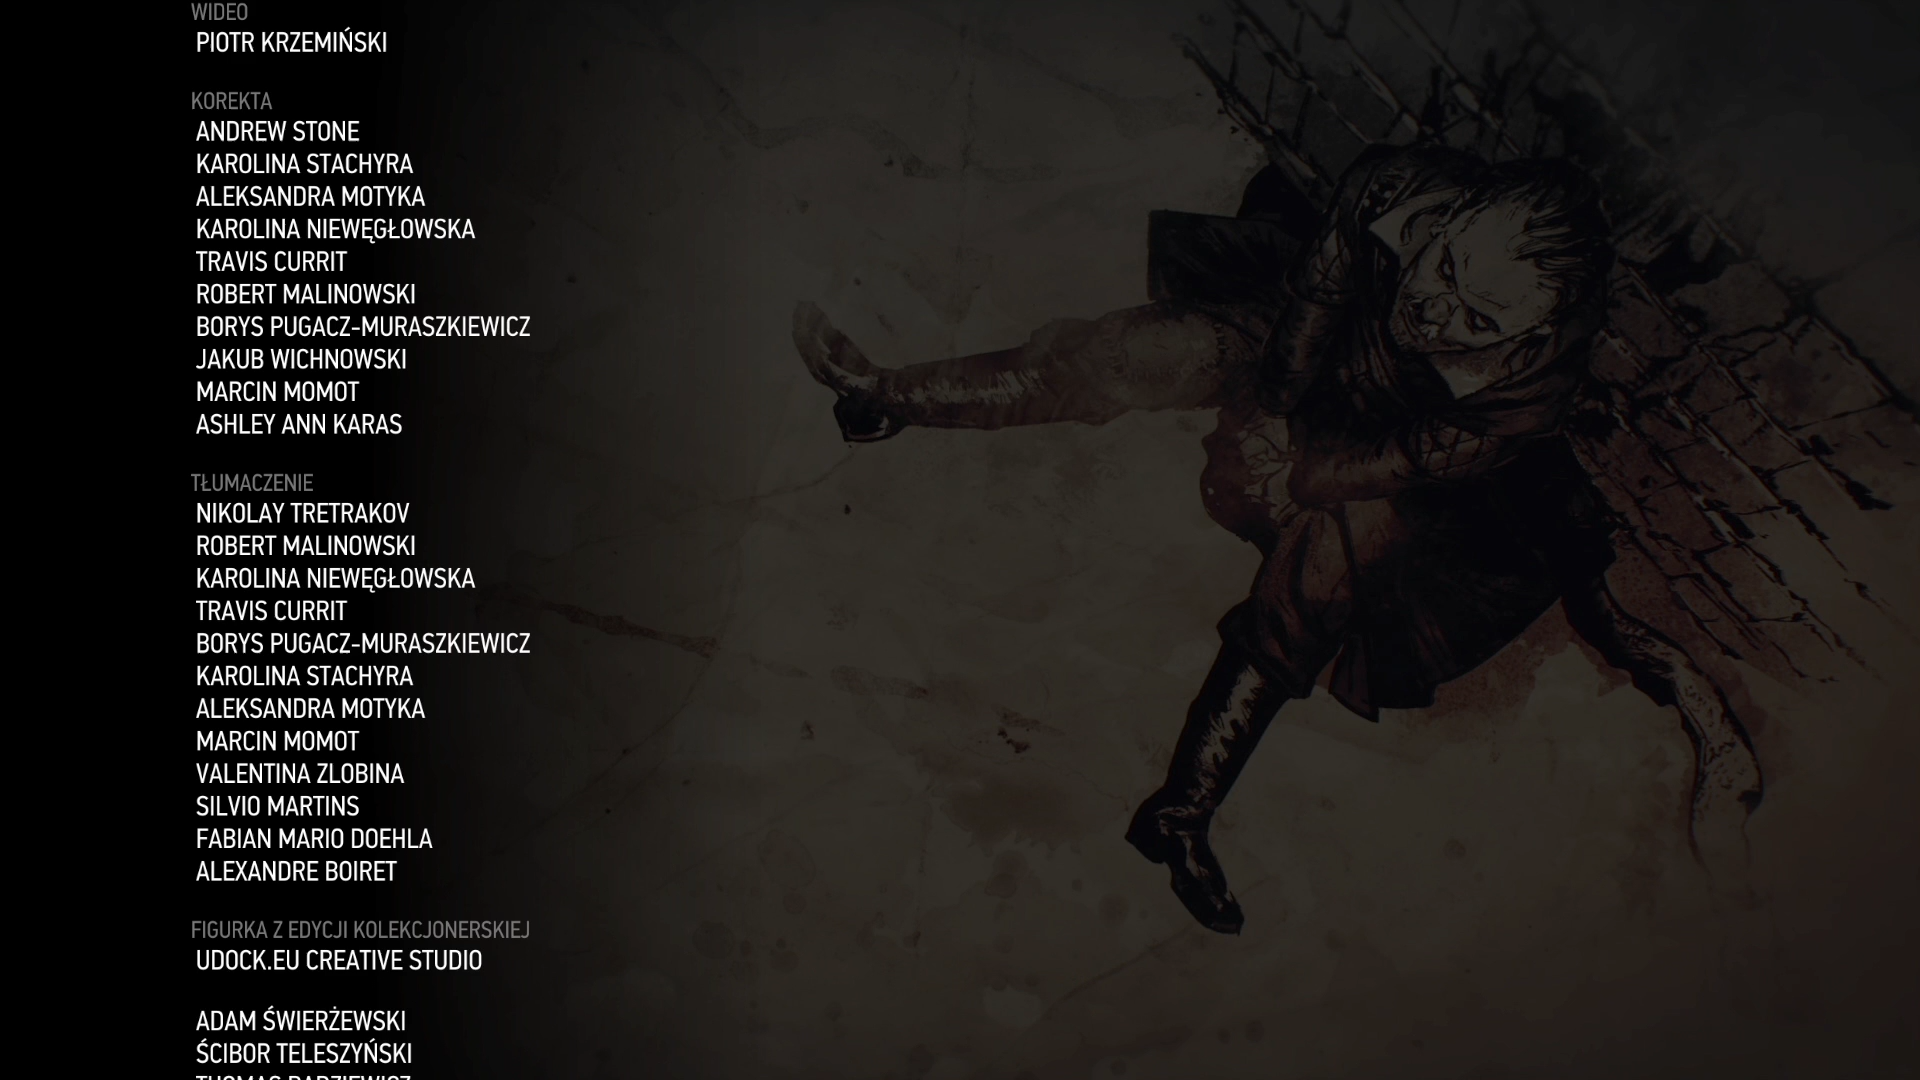 WIDEO
PIOTR KRZEMIŃSKI
KOREKTA
ANDREW STONE
KAROLINA STACHYRA
ALEKSANDRA MOTYKA
KAROLINA NIEWĘGŁOWSKA
TRAVIS CURRIT
ROBERT MALINOWSKI
BORYS PUGACZ-MURASZKIEWICZ
JAKUB WICHNOWSKI
MARCIN MOMOT
ASHLEY ANN KARAS
TŁUMACZENIE
NIKOLAY TRETRAKOV
ROBERT MALINOWSKI
KAROLINA NIEWĘGŁOWSKA
TRAVIS CURRIT
BORYS PUGACZ-MURASZKIEWICZ
KAROLINA STACHYRA
ALEKSANDRA MOTYKA
MARCIN MOMOT
VALENTINA ZLOBINA
SILVIO MARTINS
FABIAN MARIO DOEHLA
ALEXANDRE BOIRET
FIGURKA Z EDYCJI KOLEKCJONERSKIEJ
UDOCK.EU CREATIVE STUDIO
ADAM ŚWIERŻEWSKI
ŚCIBOR TELESZYŃSKI